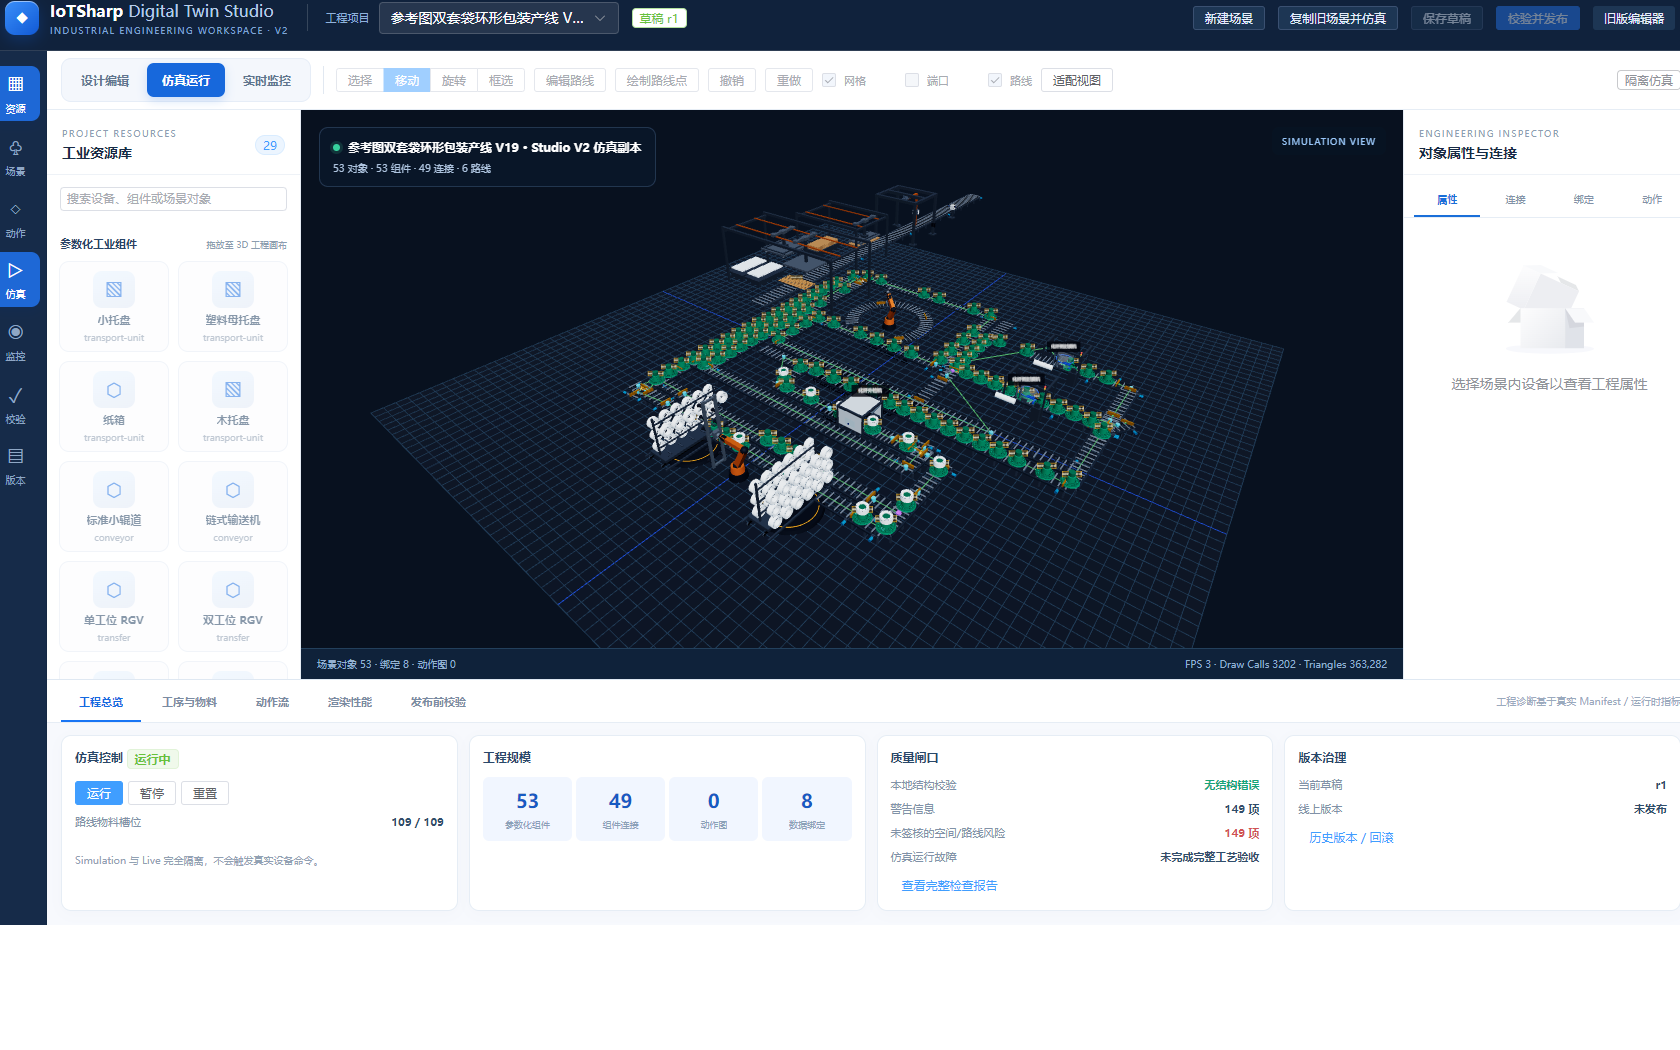 IoTSharp Digital Twin Studio
INDUSTRIAL ENGINEERING WORKSPACE · V2
工程项目
参考图双套袋环形包装产线 V...
草稿 r1
新建场景
复制旧场景并仿真
保存草稿
校验并发布
旧版编辑器
资源
场景
动作
仿真
监控
校验
版本
设计编辑
仿真运行
实时监控
选择
移动
旋转
框选
编辑路线
绘制路线点
撤销
重做
网格
端口
路线
适配视图
隔离仿真
PROJECT RESOURCES
工业资源库
29
搜索设备、组件或场景对象
参数化工业组件
拖放至 3D 工程画布
小托盘
transport-unit
塑料母托盘
transport-unit
纸箱
transport-unit
木托盘
transport-unit
标准小辊道
conveyor
链式输送机
conveyor
单工位 RGV
transfer
双工位 RGV
transfer
参考图双套袋环形包装产线 V19 · Studio V2 仿真副本
53 对象 · 53 组件 · 49 连接 · 6 路线
SIMULATION VIEW
场景对象 53 · 绑定 8 · 动作图 0
FPS 3 · Draw Calls 3202 · Triangles 363,282
ENGINEERING INSPECTOR
对象属性与连接
属性
连接
绑定
动作
选择场景内设备以查看工程属性
工程总览
工序与物料
动作流
渲染性能
发布前校验
工程诊断基于真实 Manifest / 运行时指标
仿真控制
运行中
运行
暂停
重置
路线物料槽位
109 / 109
Simulation 与 Live 完全隔离，不会触发真实设备命令。
工程规模
53
参数化组件
49
组件连接
0
动作图
8
数据绑定
质量闸口
本地结构校验
无结构错误
警告信息
149 项
未签核的空间/路线风险
149 项
仿真运行故障
未完成完整工艺验收
查看完整检查报告
版本治理
当前草稿
r1
线上版本
未发布
历史版本 / 回滚